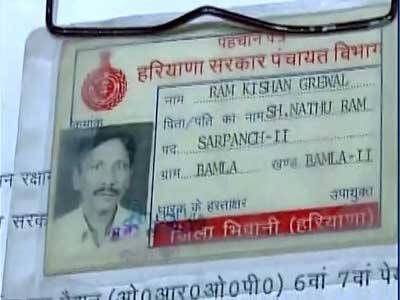 पहचान पत्र
हरियाणा सरकार पंचायत विभाग
क्रमांक
नाम RAM KISHAN GREWAL
पिता/पति का नाम SH.NATHU RAM
पद SARPANCH-II
ग्राम BAMLA खण्ड BAMLA-II
धारक के हस्ताक्षर उपायुक्त
जिला भिवानी (हरियाणा)
(ओ0आर0ओ0पी0) 6वां 7वां